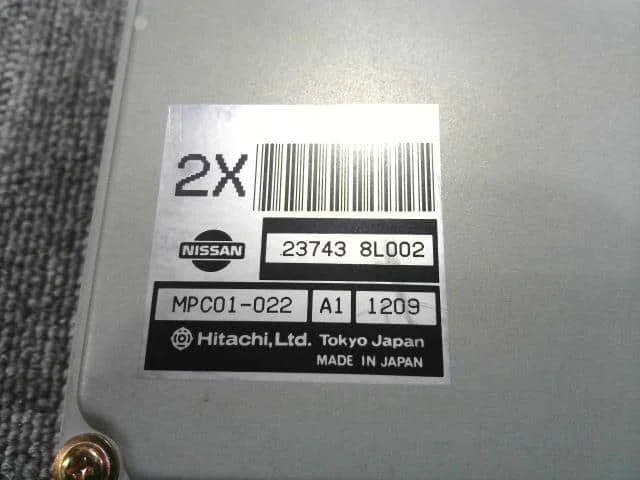 2X
NISSAN
23743 8L002
MPC01-022 A1 1209
Hitachi, Ltd. Tokyo Japan
MADE IN JAPAN